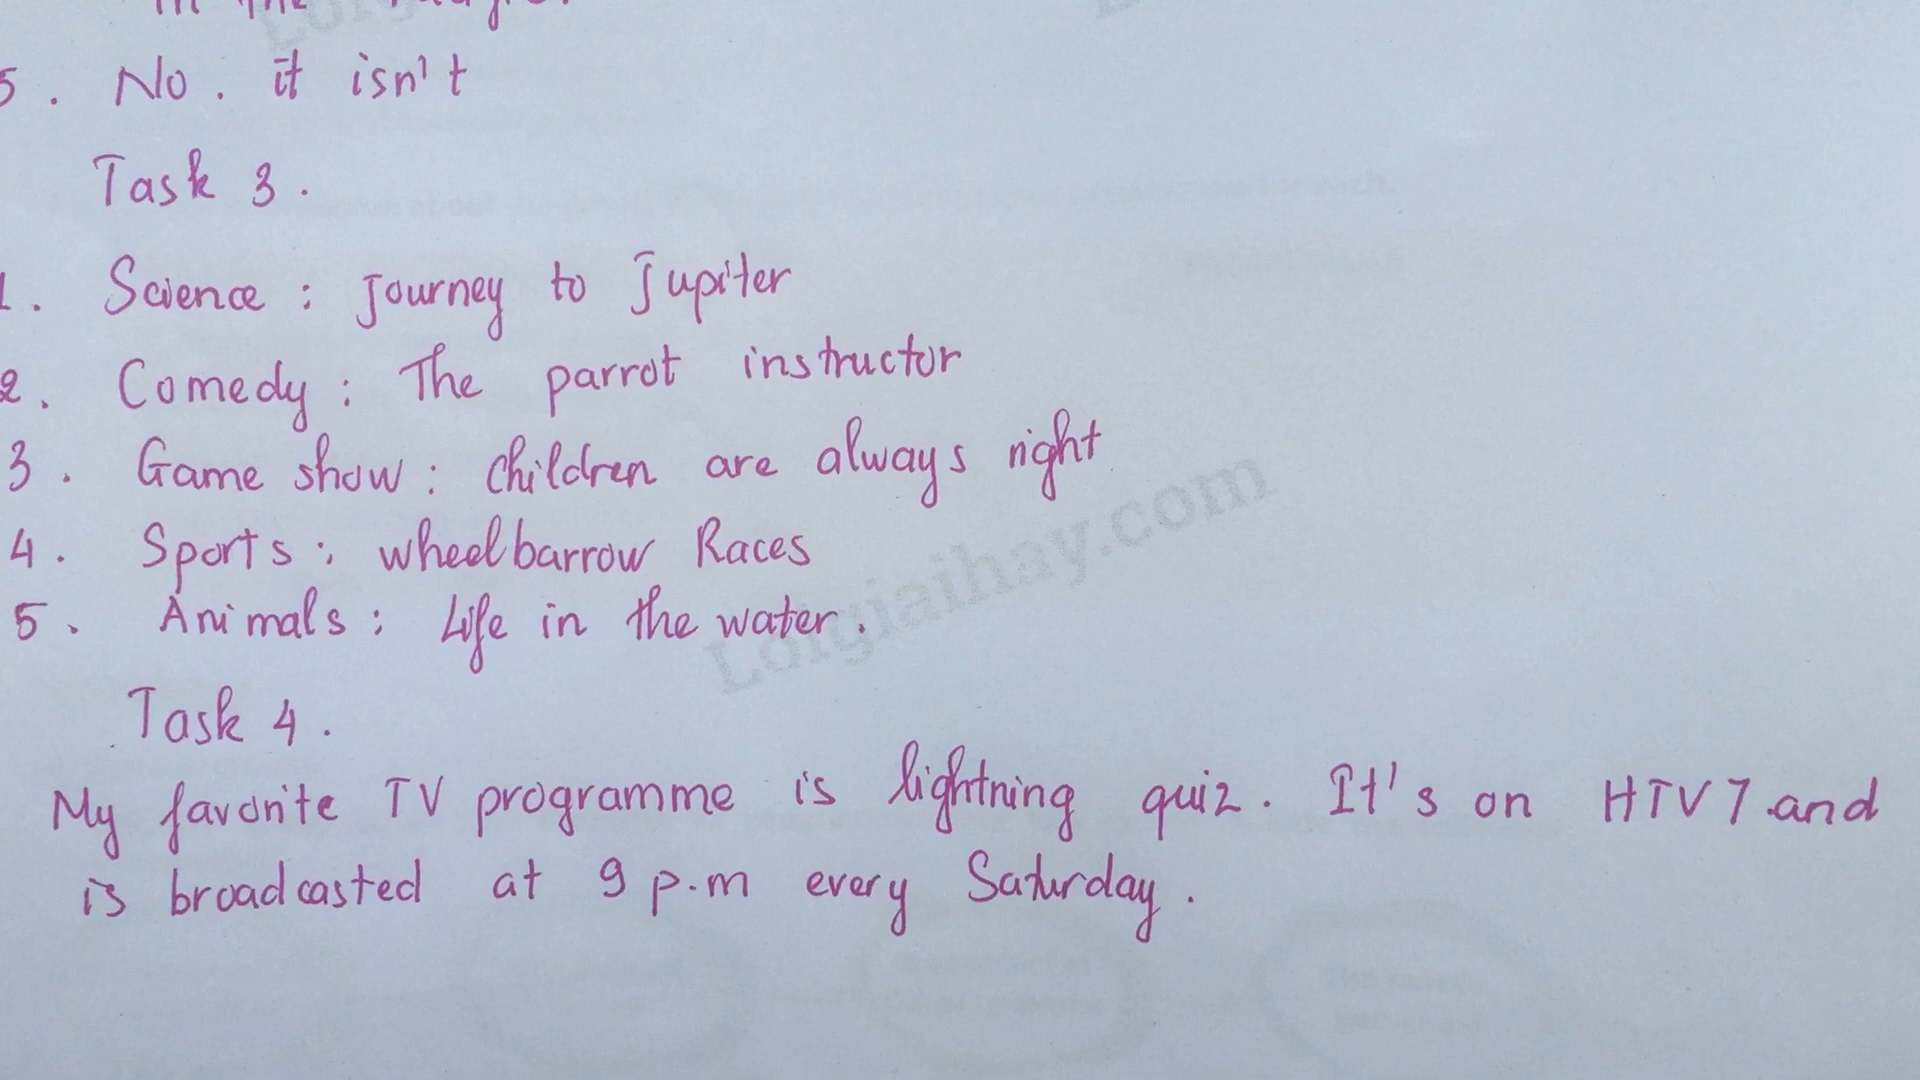 5. No. it isn't
Task 3.
1. Science: Journey to Jupiter
2. Comedy: The parrot instructor
3. Game show: children are always right
4. Sports: wheelbarrow Races
5. Animals: Life in the water.
Task 4.
My favorite TV programme is lightning quiz. It's on HTV7 and
is broadcasted at 9 p.m every Saturday.
Loigiaihay.com